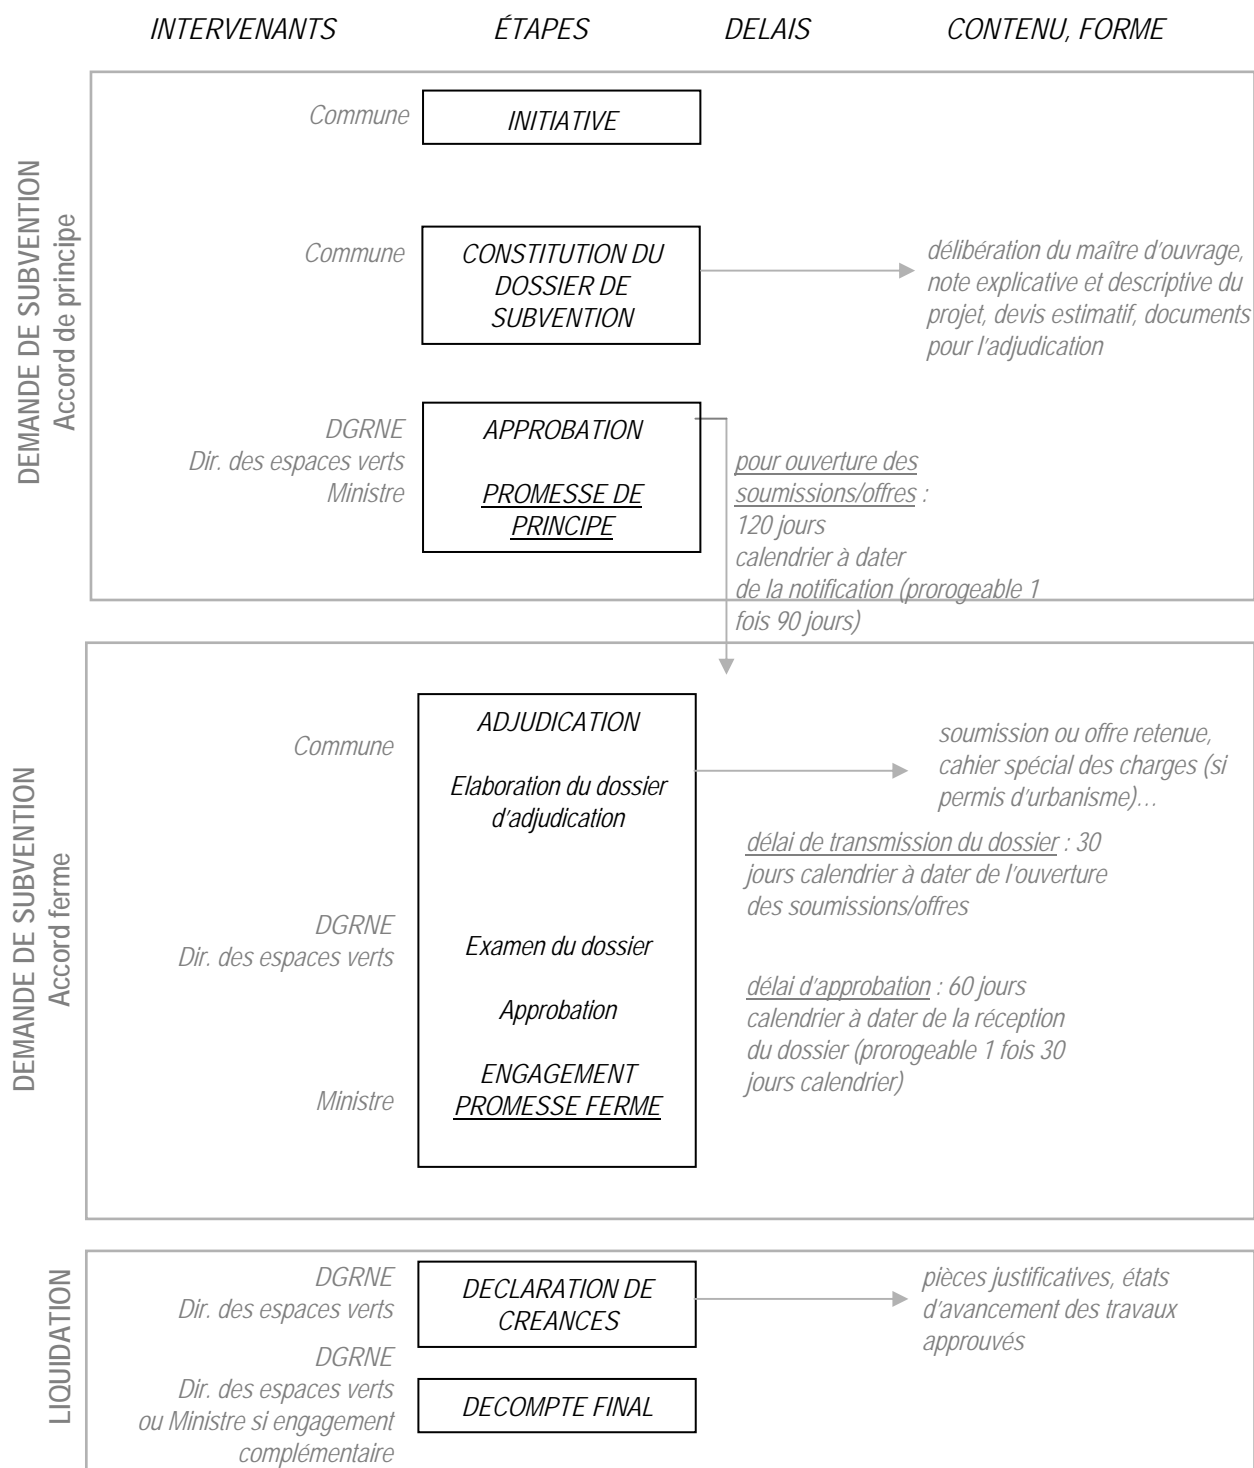 INTERVENANTS ÉTAPES DELAIS CONTENU, FORME
DEMANDE DE SUBVENTION
Accord de principe
Commune
INITIATIVE
Commune
CONSTITUTION DU
DOSSIER DE
SUBVENTION
délibération du maître d'ouvrage,
note explicative et descriptive du
projet, devis estimatif, documents
pour l'adjudication
DGRNE
Dir. des espaces verts
Ministre
APPROBATION
PROMESSE DE
PRINCIPE
pour ouverture des
soumissions/offres :
120 jours
calendrier à dater
de la notification (prorogeable 1
fois 90 jours)
DEMANDE DE SUBVENTION
Accord ferme
Commune
ADJUDICATION
Elaboration du dossier
d'adjudication
soumission ou offre retenue,
cahier spécial des charges (si
permis d'urbanisme)…
délai de transmission du dossier : 30
jours calendrier à dater de l'ouverture
des soumissions/offres
DGRNE
Dir. des espaces verts
Examen du dossier
Approbation
délai d'approbation : 60 jours
calendrier à dater de la réception
du dossier (prorogeable 1 fois 30
jours calendrier)
Ministre
ENGAGEMENT
PROMESSE FERME
LIQUIDATION
DGRNE
Dir. des espaces verts
DECLARATION DE
CREANCES
pièces justificatives, états
d'avancement des travaux
approuvés
DGRNE
Dir. des espaces verts
ou Ministre si engagement
complémentaire
DECOMPTE FINAL